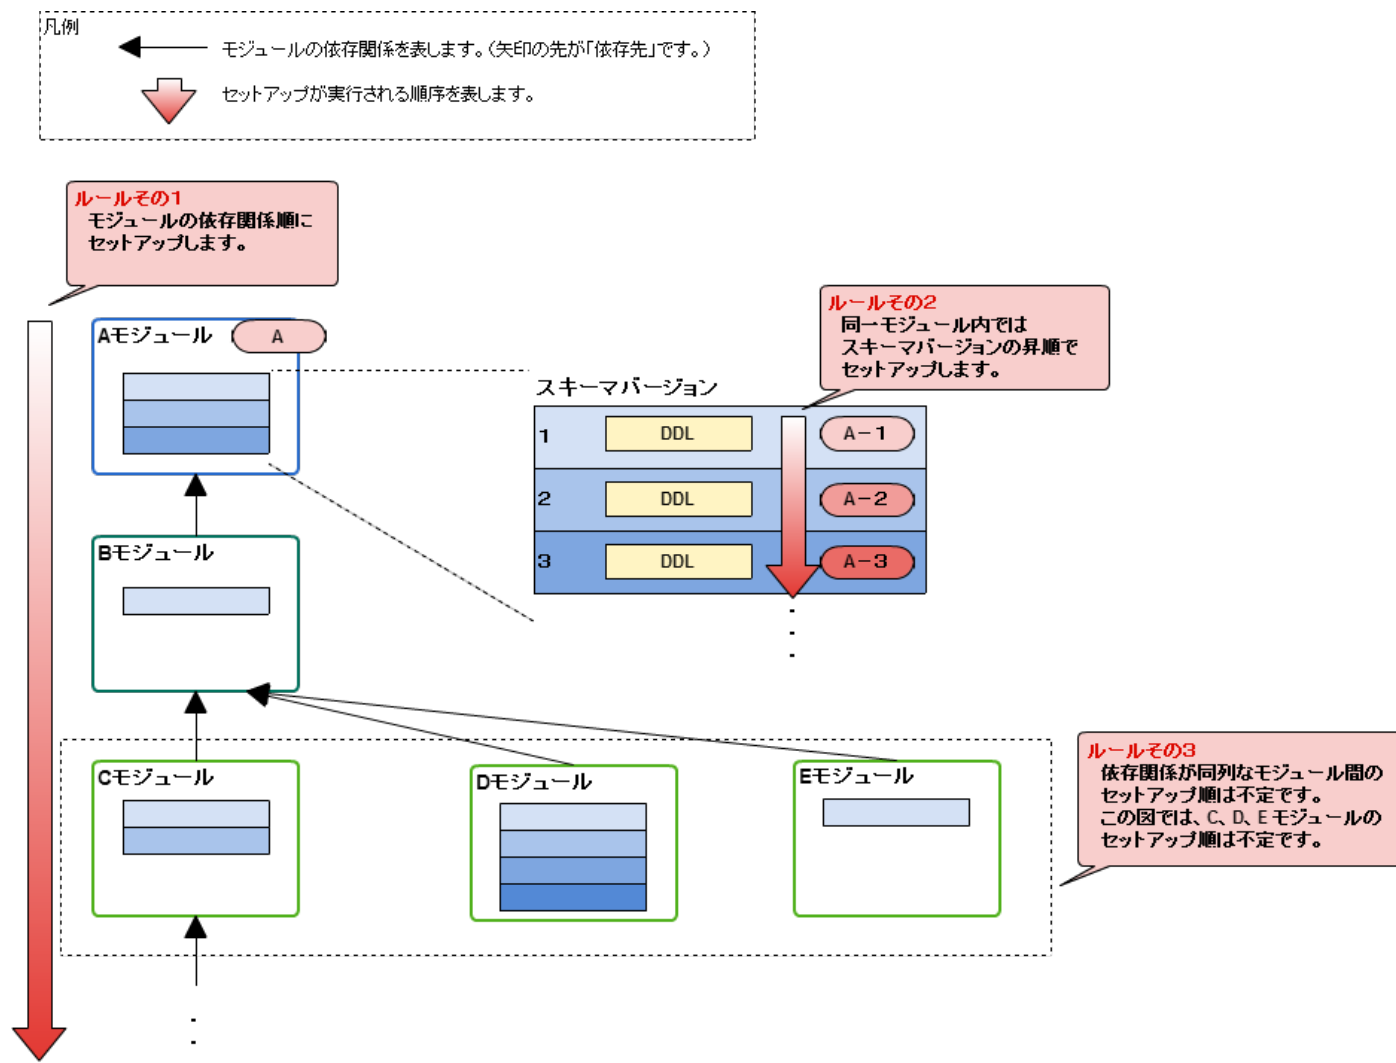 凡例
モジュールの依存関係を表します。(矢印の先が「依存先」です。)
セットアップが実行される順序を表します。
ルールその1
モジュールの依存関係順に
セットアップします。
Aモジュール
A
ルールその2
同一モジュール内では
スキーマバージョンの昇順で
セットアップします。
スキーマバージョン
1 DDL A-1
2 DDL A-2
3 DDL A-3
Bモジュール
Cモジュール
Dモジュール
Eモジュール
ルールその3
依存関係が同列なモジュール間の
セットアップ順は不定です。
この図では、C、D、Eモジュールの
セットアップ順は不定です。